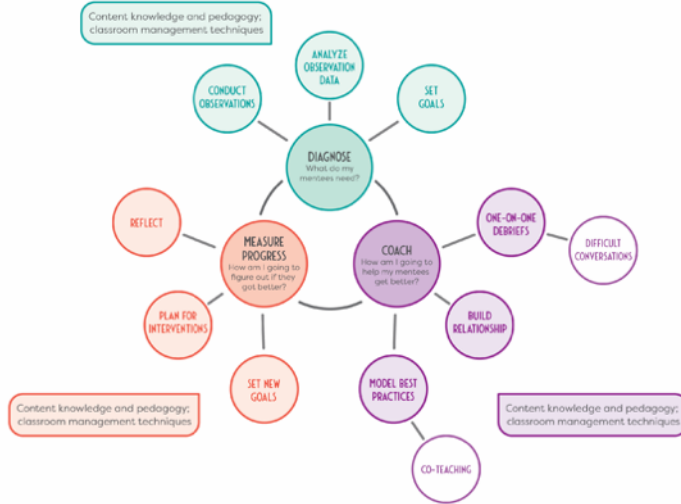 Content knowledge and pedagogy;
classroom management techniques
ANALYZE
OBSERVATION
DATA
CONDUCT
OBSERVATIONS
SET
GOALS
DIAGNOSE
What do my
mentees need?
REFLECT
MEASURE
PROGRESS
How am I going to
figure out if they
got better?
COACH
How am I going to
help my mentees
get better?
ONE-ON-ONE
DEBRIEFS
DIFFICULT
CONVERSATIONS
PLAN FOR
INTERVENTIONS
BUILD
RELATIONSHIP
SET NEW
GOALS
MODEL BEST
PRACTICES
Content knowledge and pedagogy;
classroom management techniques
Content knowledge and pedagogy;
classroom management techniques
CO-TEACHING